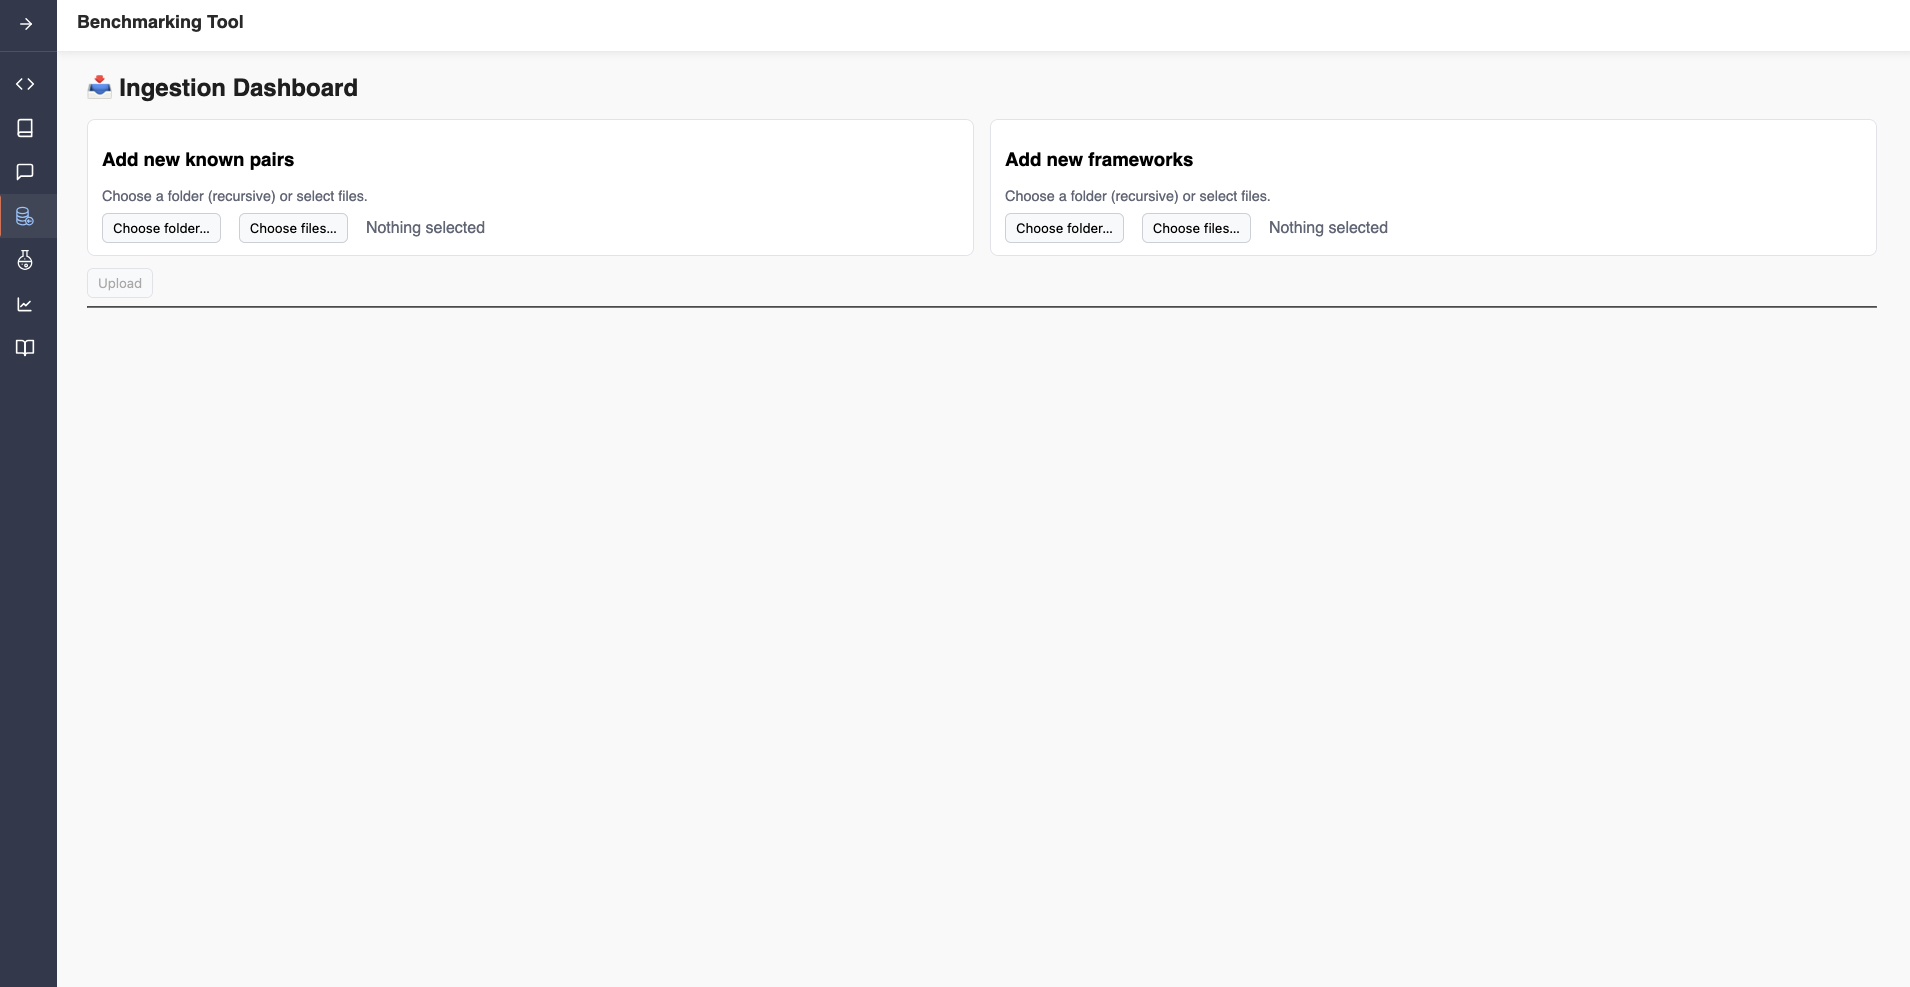 Benchmarking Tool
Ingestion Dashboard
Add new known pairs
Choose a folder (recursive) or select files.
Choose folder... Choose files... Nothing selected
Add new frameworks
Choose a folder (recursive) or select files.
Choose folder... Choose files... Nothing selected
Upload